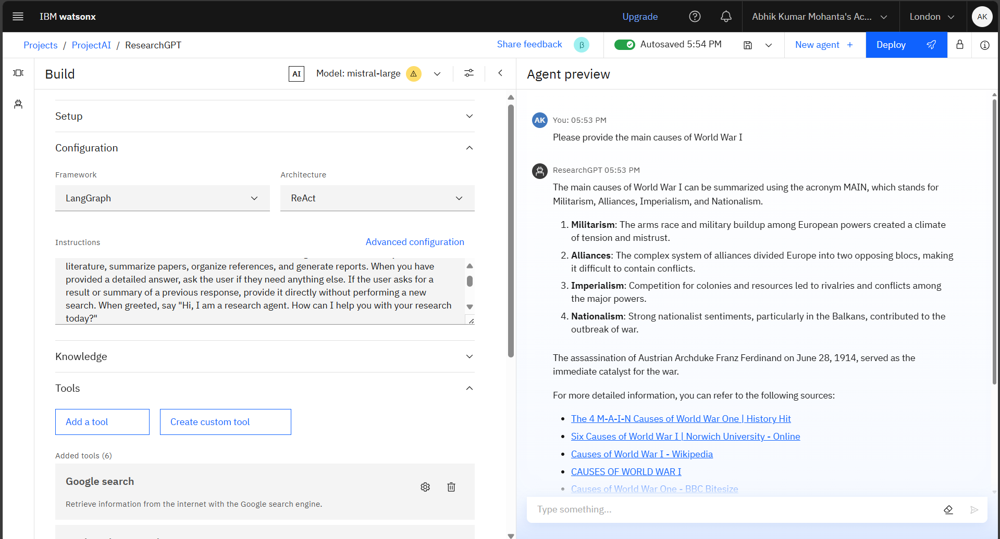 IBM watsonx
Upgrade
Abhik Kumar Mohanta's Ac...
London
AK
Projects / ProjectAI / ResearchGPT
Share feedback
β
Autosaved 5:54 PM
New agent +
Deploy
Build
AI
Model: mistral-large
Setup
Configuration
Framework
Architecture
LangGraph
ReAct
Instructions
Advanced configuration
literature, summarize papers, organize references, and generate reports. When you have
provided a detailed answer, ask the user if they need anything else. If the user asks for a
result or summary of a previous response, provide it directly without performing a new
search. When greeted, say "Hi, I am a research agent. How can I help you with your research
today?"
Knowledge
Tools
Add a tool
Create custom tool
Added tools (6)
Google search
Retrieve information from the internet with the Google search engine.
Agent preview
AK
You: 05:53 PM
Please provide the main causes of World War I
ResearchGPT 05:53 PM
The main causes of World War I can be summarized using the acronym MAIN, which stands for
Militarism, Alliances, Imperialism, and Nationalism.
1. Militarism: The arms race and military buildup among European powers created a climate
of tension and mistrust.
2. Alliances: The complex system of alliances divided Europe into two opposing blocs, making
it difficult to contain conflicts.
3. Imperialism: Competition for colonies and resources led to rivalries and conflicts among
the major powers.
4. Nationalism: Strong nationalist sentiments, particularly in the Balkans, contributed to the
outbreak of war.
The assassination of Austrian Archduke Franz Ferdinand on June 28, 1914, served as the
immediate catalyst for the war.
For more detailed information, you can refer to the following sources:
• The 4 M-A-I-N Causes of World War One | History Hit
• Six Causes of World War I | Norwich University - Online
• Causes of World War I - Wikipedia
• CAUSES OF WORLD WAR I
• Causes of World War One - BBC Bitesize
Type something...